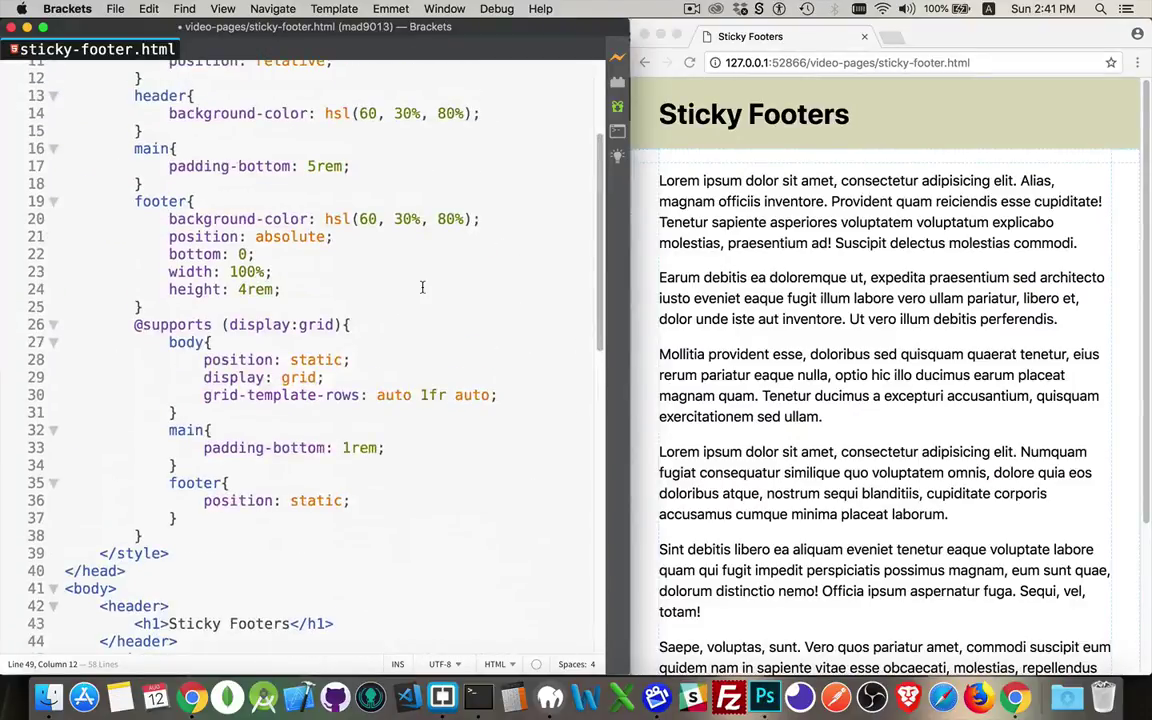 Brackets File Edit Find View Navigate Template Emmet Window Debug Help 100% Sun 2:41 PM
• video-pages/sticky-footer.html (mad9013) — Brackets
sticky-footer.html
11 position: relative;
12 }
13 header{
14 background-color: hsl(60, 30%, 80%);
15 }
16 main{
17 padding-bottom: 5rem;
18 }
19 footer{
20 background-color: hsl(60, 30%, 80%);
21 position: absolute;
22 bottom: 0;
23 width: 100%;
24 height: 4rem;
25 }
26 @supports (display:grid){
27 body{
28 position: static;
29 display: grid;
30 grid-template-rows: auto 1fr auto;
31 }
32 main{
33 padding-bottom: 1rem;
34 }
35 footer{
36 position: static;
37 }
38 }
39 </style>
40 </head>
41 <body>
42 <header>
43 <h1>Sticky Footers</h1>
44 </header>
Line 49, Column 12 — 58 Lines
INS UTF-8 HTML Spaces: 4
Sticky Footers
127.0.0.1:52866/video-pages/sticky-footer.html
Sticky Footers
Lorem ipsum dolor sit amet, consectetur adipisicing elit. Alias,
magnam officiis inventore. Provident quam reiciendis esse cupiditate!
Tenetur sapiente asperiores voluptatem voluptatum explicabo
molestias, praesentium ad! Suscipit delectus molestias commodi.
Earum debitis ea doloremque ut, expedita praesentium sed architecto
iusto eveniet eaque fugit illum labore vero ullam pariatur, libero et,
dolor unde iste aut inventore. Ut vero illum debitis perferendis.
Mollitia provident esse, doloribus sed quisquam quaerat tenetur, eius
rerum pariatur eaque nulla, optio hic illo ducimus earum placeat
magnam quam. Tenetur ducimus a excepturi accusantium, quisquam
exercitationem sed ullam.
Lorem ipsum dolor sit amet, consectetur adipisicing elit. Numquam
fugiat consequatur similique quo voluptatem omnis, dolore quia eos
doloribus atque, nostrum sequi blanditiis, cupiditate corporis
accusamus cumque minima placeat laborum.
Sint debitis libero ea aliquam eveniet tenetur eaque voluptate labore
quam qui fugit impedit perspiciatis possimus magnam, eum sunt quae,
dolorum distinctio nemo! Officia ipsum aspernatur fuga. Sequi, vel,
totam!
Saepe, voluptas, sunt. Vero quos pariatur amet, commodi suscipit
quidem nam in sapiente vitae esse obcaecati, molestias, repellendus
AUG
12